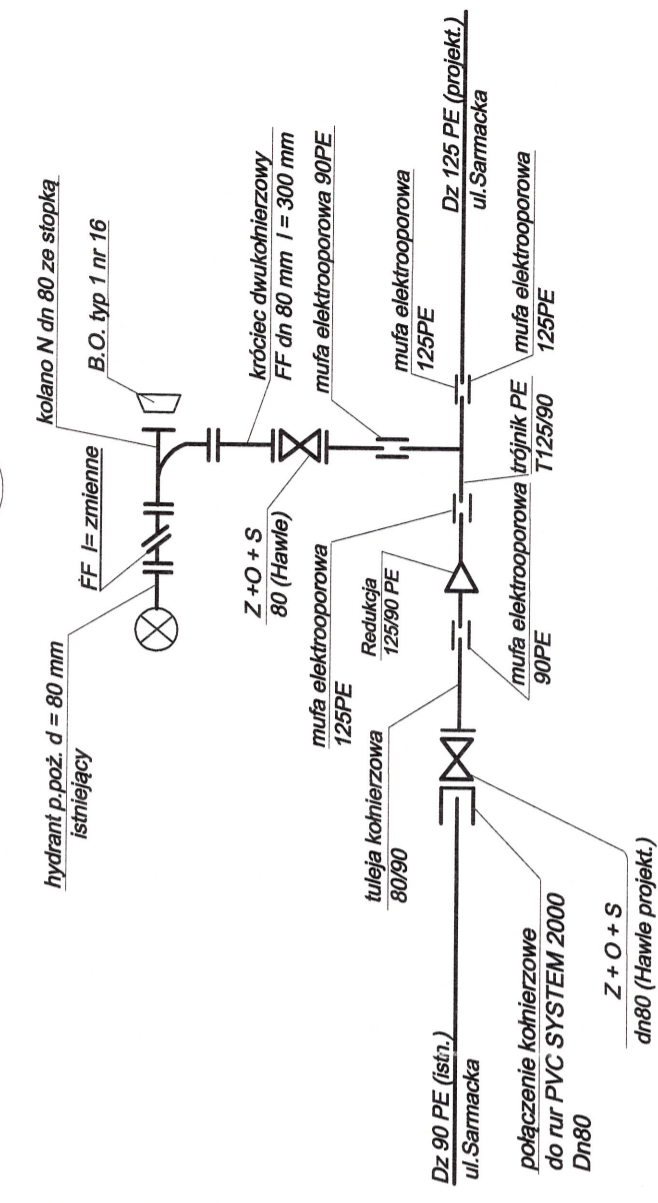 hydrant p.poż. d = 80 mm
istniejący
FF l= zmienne
kolano N dn 80 ze stopką
B.O. typ 1 nr 16
króciec dwukołnierzowy
FF dn 80 mm l = 300 mm
mufa elektrooporowa 90PE
Z +O + S
80 (Hawle)
mufa elektrooporowa
125PE
Redukcja
125/90 PE
mufa elektrooporowa
125PE
Dz 125 PE (projekt.)
ul.Sarmacka
mufa elektrooporowa
125PE
trójnik PE
T125/90
mufa elektrooporowa
90PE
tuleja kołnierzowa
80/90
Dz 90 PE (istn.)
ul.Sarmacka
połączenie kołnierzowe
do rur PVC SYSTEM 2000
Dn80
Z + O + S
dn80 (Hawle projekt.)